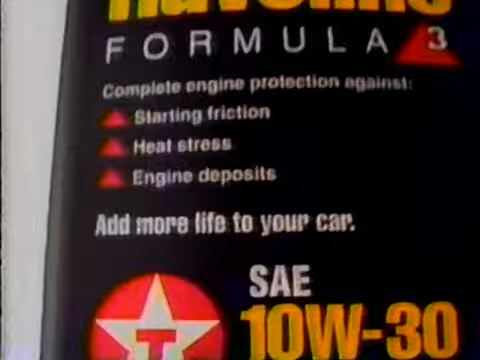 Havoline
FORMULA 3
Complete engine protection against:
Starting friction
Heat stress
Engine deposits
Add more life to your car.
SAE
10W-30
T